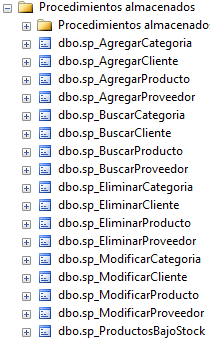 Procedimientos almacenados
Procedimientos almacenado
dbo.sp_AgregarCategoria
dbo.sp_AgregarCliente
dbo.sp_AgregarProducto
dbo.sp_AgregarProveedor
dbo.sp_BuscarCategoria
dbo.sp_BuscarCliente
dbo.sp_BuscarProducto
dbo.sp_BuscarProveedor
dbo.sp_EliminarCategoria
dbo.sp_EliminarCliente
dbo.sp_EliminarProducto
dbo.sp_EliminarProveedor
dbo.sp_ModificarCategoria
dbo.sp_ModificarCliente
dbo.sp_ModificarProducto
dbo.sp_ModificarProveedor
dbo.sp_ProductosBajoStock